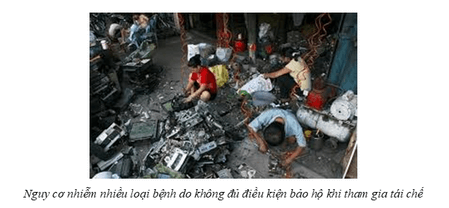 Nguy cơ nhiễm nhiều loại bệnh do không đủ điều kiện bảo hộ khi tham gia tái chế